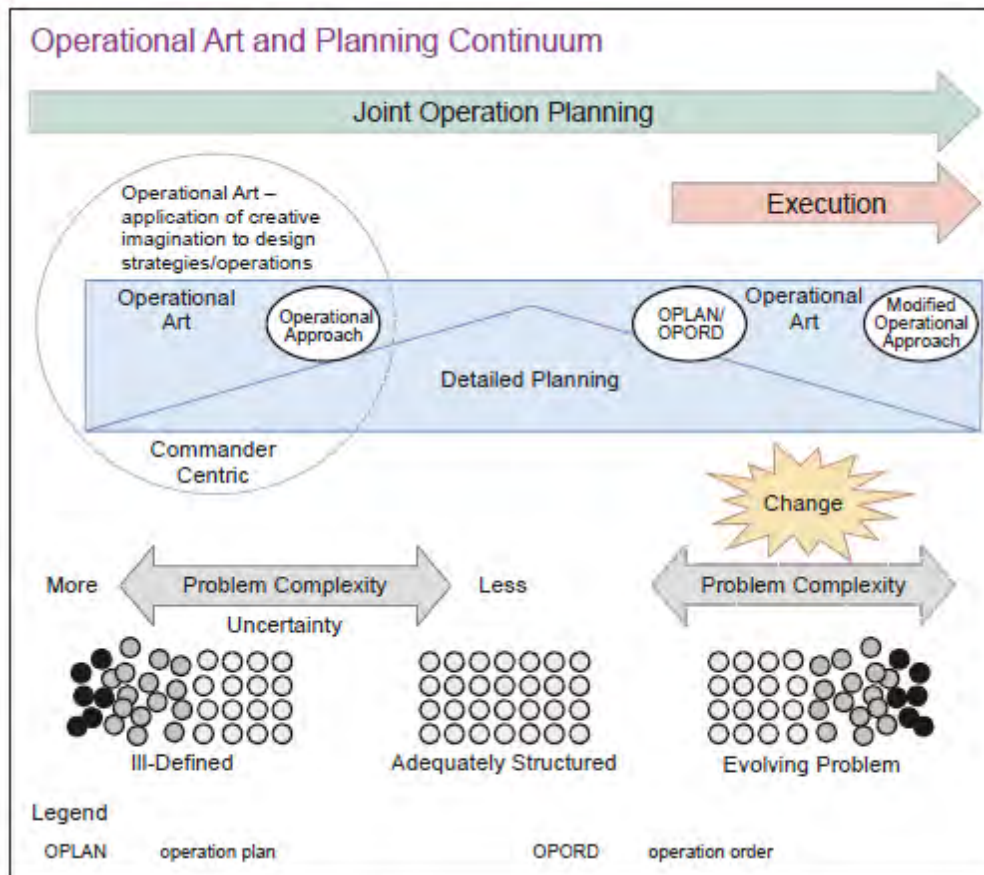 Operational Art and Planning Continuum
Joint Operation Planning
Operational Art –
application of creative
imagination to design
strategies/operations
Execution
Operational
Art
Operational
Approach
OPLAN/
OPORD
Operational
Art
Modified
Operational
Approach
Detailed Planning
Commander
Centric
Change
More
Problem Complexity
Less
Problem Complexity
Uncertainty
Ill-Defined
Adequately Structured
Evolving Problem
Legend
OPLAN operation plan OPORD operation order